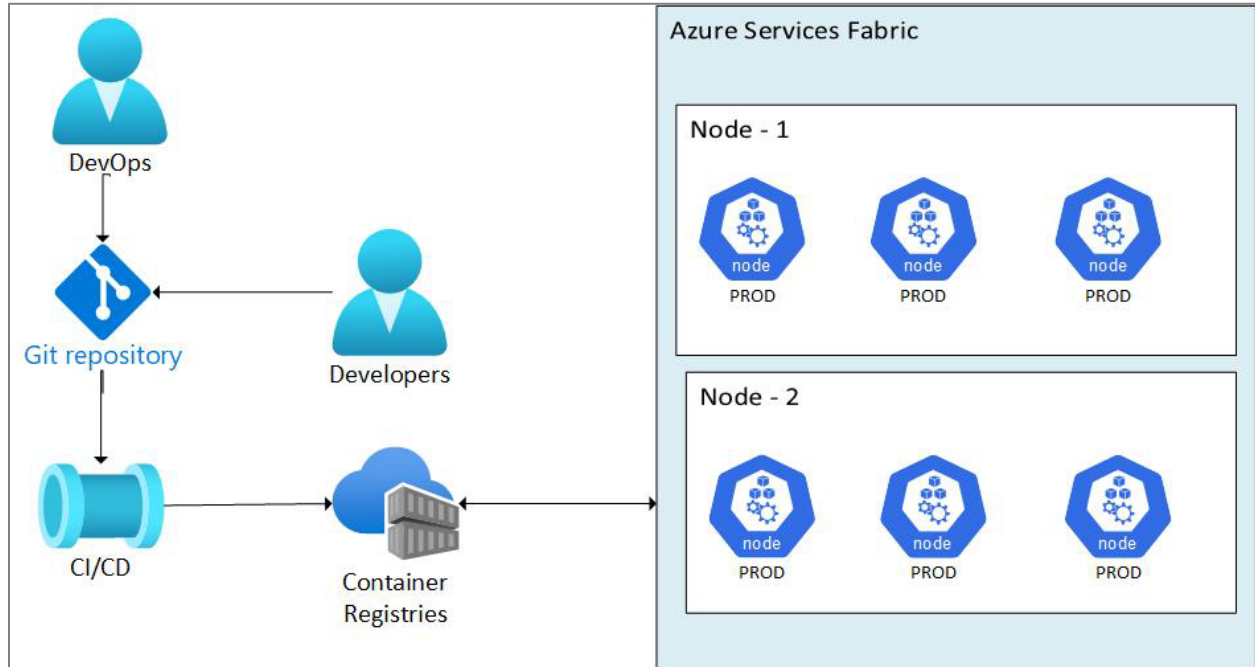 Azure Services Fabric
DevOps
Git repository
Developers
CI/CD
Container
Registries
Node - 1
node
node
node
PROD
PROD
PROD
Node - 2
node
node
node
PROD
PROD
PROD